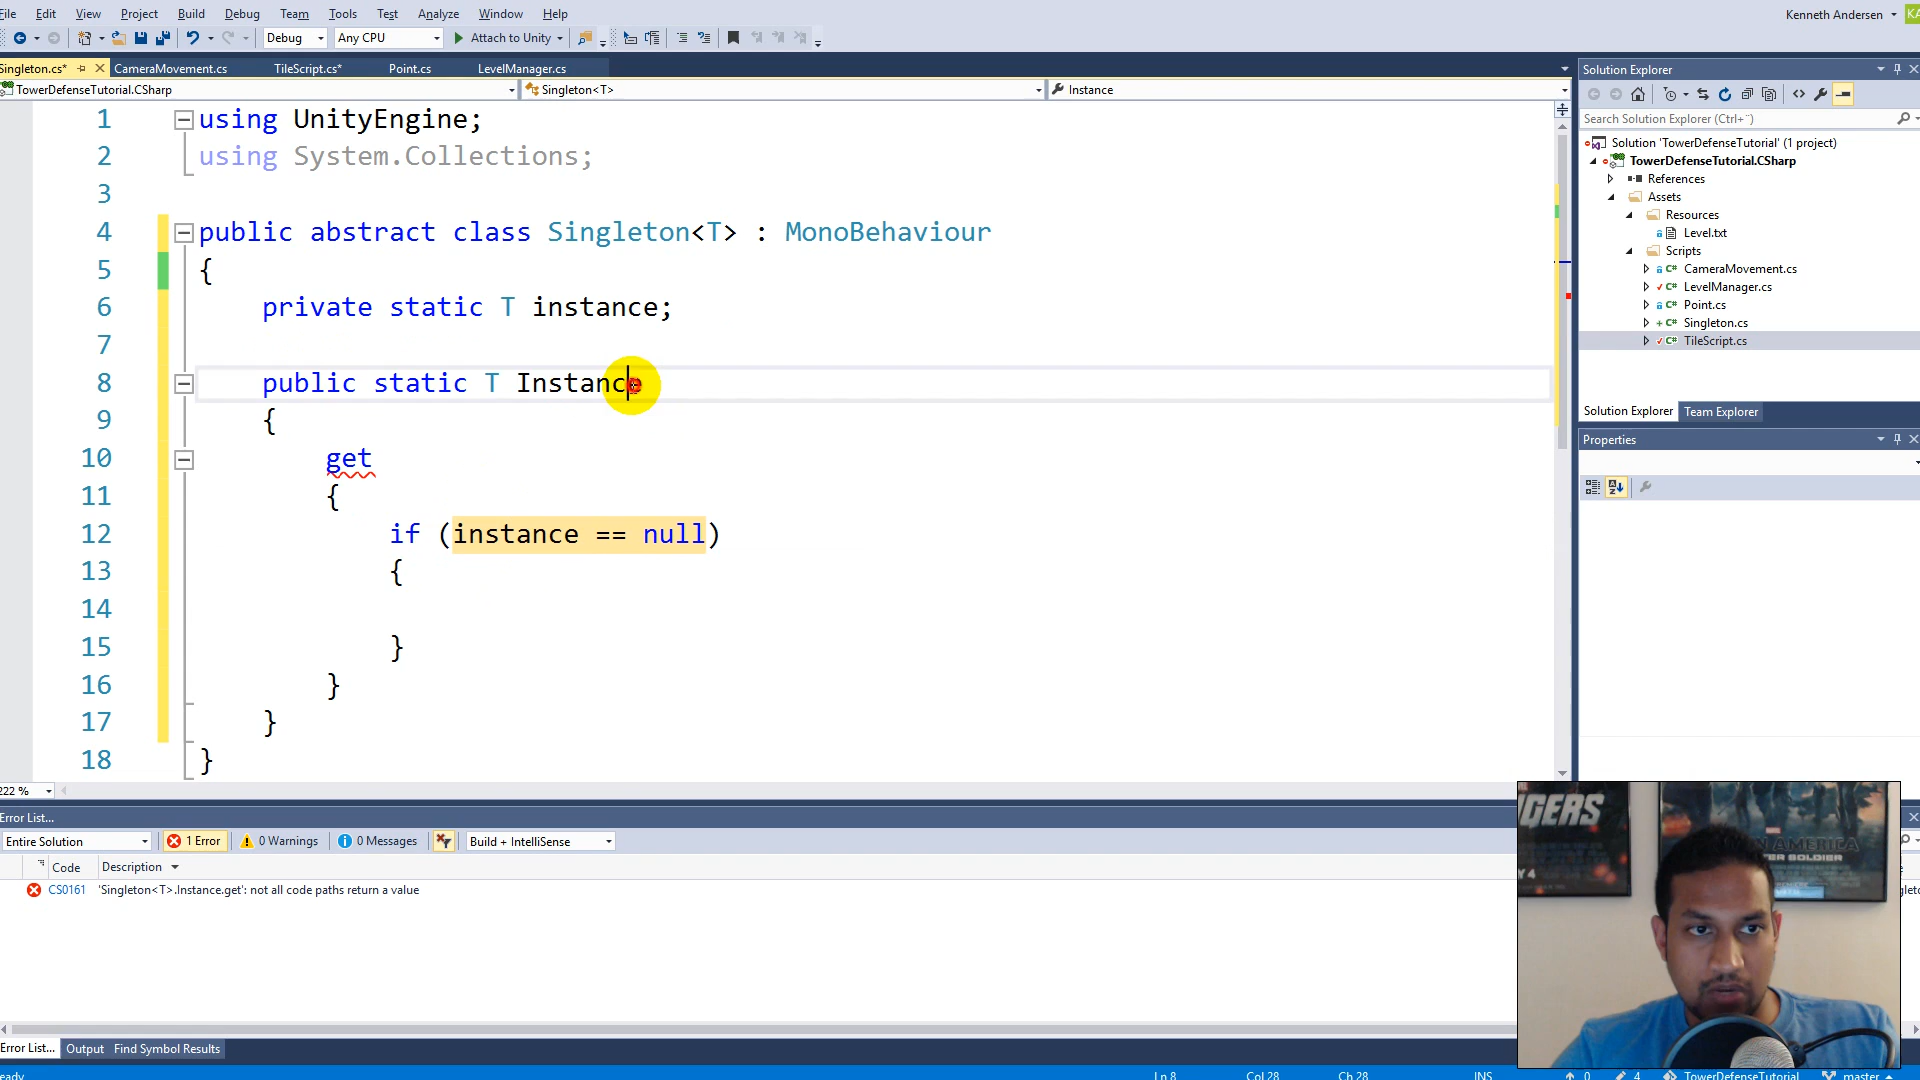 File Edit View Project Build Debug Team Tools Test Analyze Window Help
Kenneth Andersen
KA
Debug Any CPU Attach to Unity
Singleton.cs* CameraMovement.cs TileScript.cs* Point.cs LevelManager.cs
TowerDefenseTutorial.CSharp Singleton<T> Instance
1 using UnityEngine;
2 using System.Collections;
3
4 public abstract class Singleton<T> : MonoBehaviour
5 {
6 private static T instance;
7
8 public static T Instance
9 {
10 get
11 {
12 if (instance == null)
13 {
14
15 }
16 }
17 }
18 }
222 %
Solution Explorer
Search Solution Explorer (Ctrl+¨)
Solution 'TowerDefenseTutorial' (1 project)
TowerDefenseTutorial.CSharp
References
Assets
Resources
Level.txt
Scripts
CameraMovement.cs
LevelManager.cs
Point.cs
Singleton.cs
TileScript.cs
Solution Explorer Team Explorer
Properties
Error List...
Entire Solution 1 Error 0 Warnings 0 Messages Build + IntelliSense
Code Description
CS0161 'Singleton<T>.Instance.get': not all code paths return a value
Error List... Output Find Symbol Results
eady Ln 8 Col 28 Ch 28 INS 0 4 TowerDefenseTutorial master